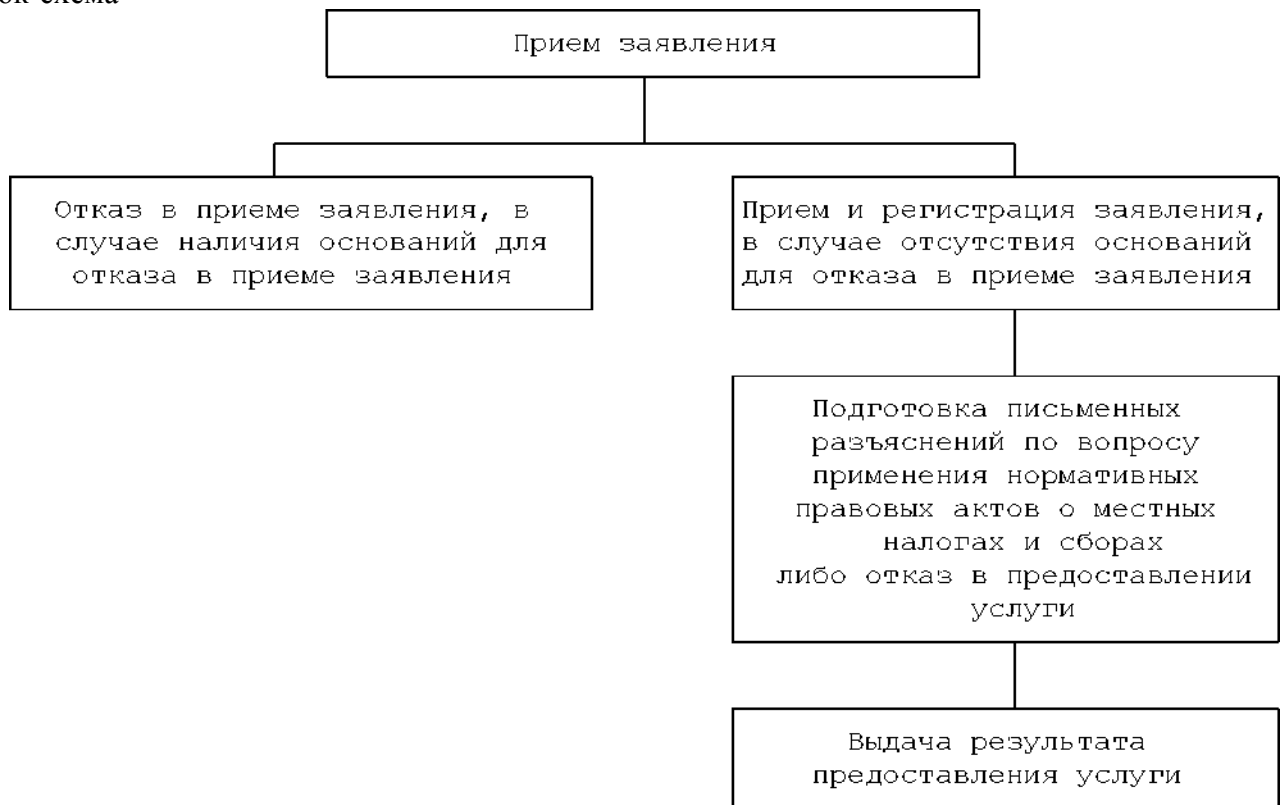 ок схема
Прием заявления
Отказ в приеме заявления, в
случае наличия оснований для
отказа в приеме заявления
Прием и регистрация заявления,
в случае отсутствия оснований
для отказа в приеме заявления
Подготовка письменных
разъяснений по вопросу
применения нормативных
правовых актов о местных
налогах и сборах
либо отказ в предоставлении
услуги
Выдача результата
предоставления услуги